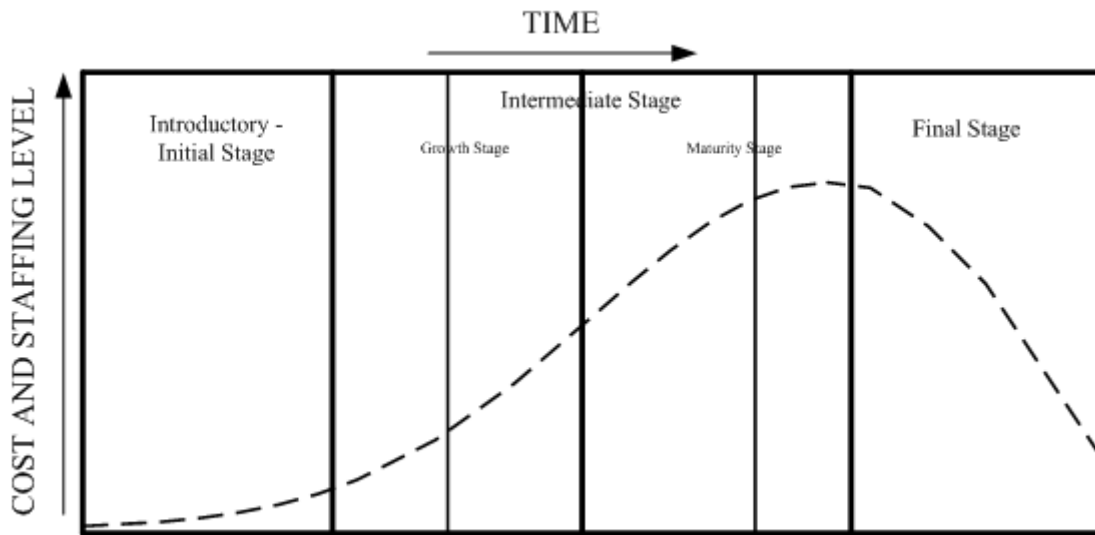 TIME
COST AND STAFFING LEVEL
Intermediate Stage
Introductory -
Initial Stage
Growth Stage
Maturity Stage
Final Stage